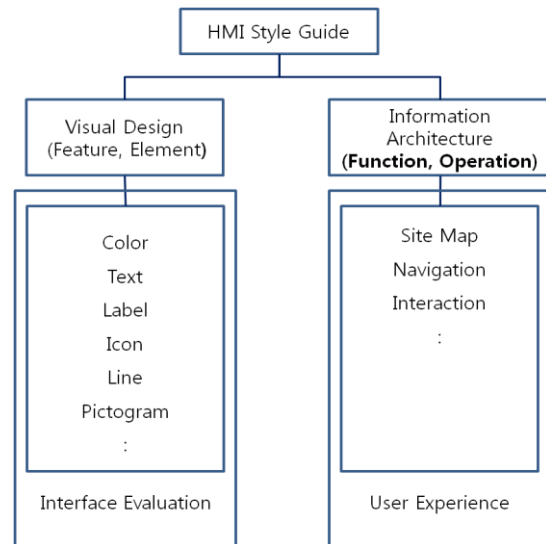 HMI Style Guide
Visual Design
(Feature, Element)
Information
Architecture
(Function, Operation)
Color
Text
Label
Icon
Line
Pictogram
:
Interface Evaluation
Site Map
Navigation
Interaction
:
User Experience